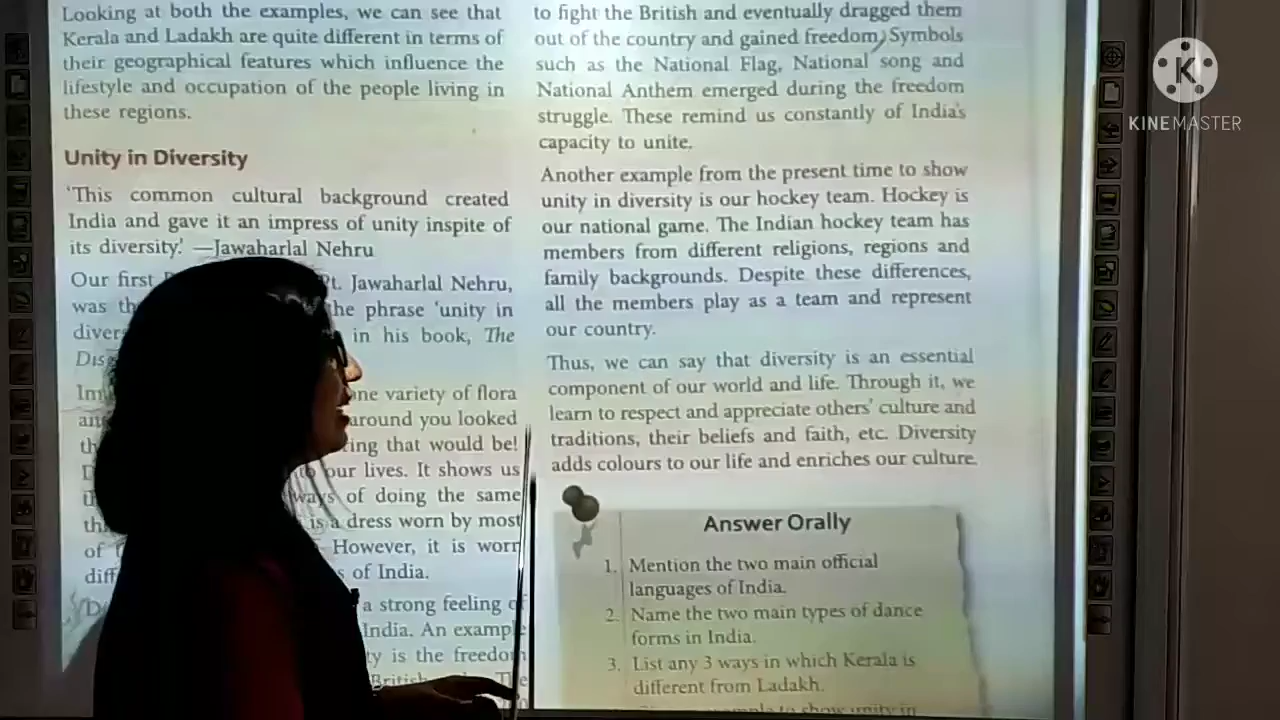 Looking at both the examples, we can see that
Kerala and Ladakh are quite different in terms of
their geographical features which influence the
lifestyle and occupation of the people living in
these regions.
Unity in Diversity
'This common cultural background created
India and gave it an impress of unity inspite of
its diversity.' —Jawaharlal Nehru
Our first Pt. Jawaharlal Nehru,
was the phrase 'unity in
in his book, The
one variety of flora
around you looked
that would be!
our lives. It shows us
ways of doing the same
is a dress worn by most
of However, it is worn
of India.
a strong feeling of
India. An example
is the freedom
British
to fight the British and eventually dragged them
out of the country and gained freedom. Symbols
such as the National Flag, National song and
National Anthem emerged during the freedom
struggle. These remind us constantly of India's
capacity to unite.
Another example from the present time to show
unity in diversity is our hockey team. Hockey is
our national game. The Indian hockey team has
members from different religions, regions and
family backgrounds. Despite these differences,
all the members play as a team and represent
our country.
Thus, we can say that diversity is an essential
component of our world and life. Through it, we
learn to respect and appreciate others' culture and
traditions, their beliefs and faith, etc. Diversity
adds colours to our life and enriches our culture.
Answer Orally
1. Mention the two main official
languages of India.
2. Name the two main types of dance
forms in India.
3. List any 3 ways in which Kerala is
different from Ladakh.
to show unity in
K
KINEMASTER